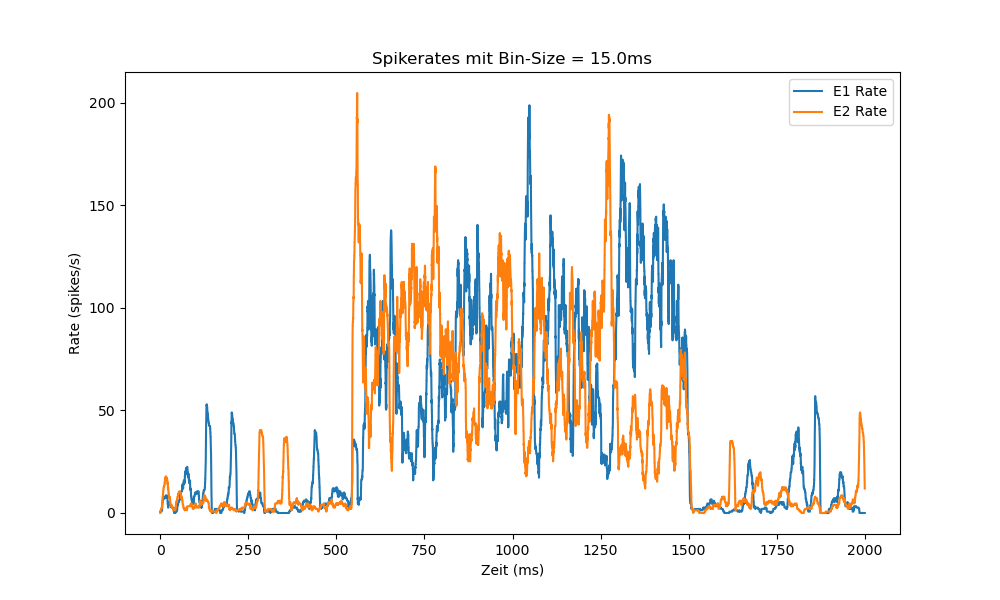 Spikerates mit Bin-Size = 15.0ms
E1 Rate
E2 Rate
Rate (spikes/s)
200
150
100
50
0
0 250 500 750 1000 1250 1500 1750 2000
Zeit (ms)